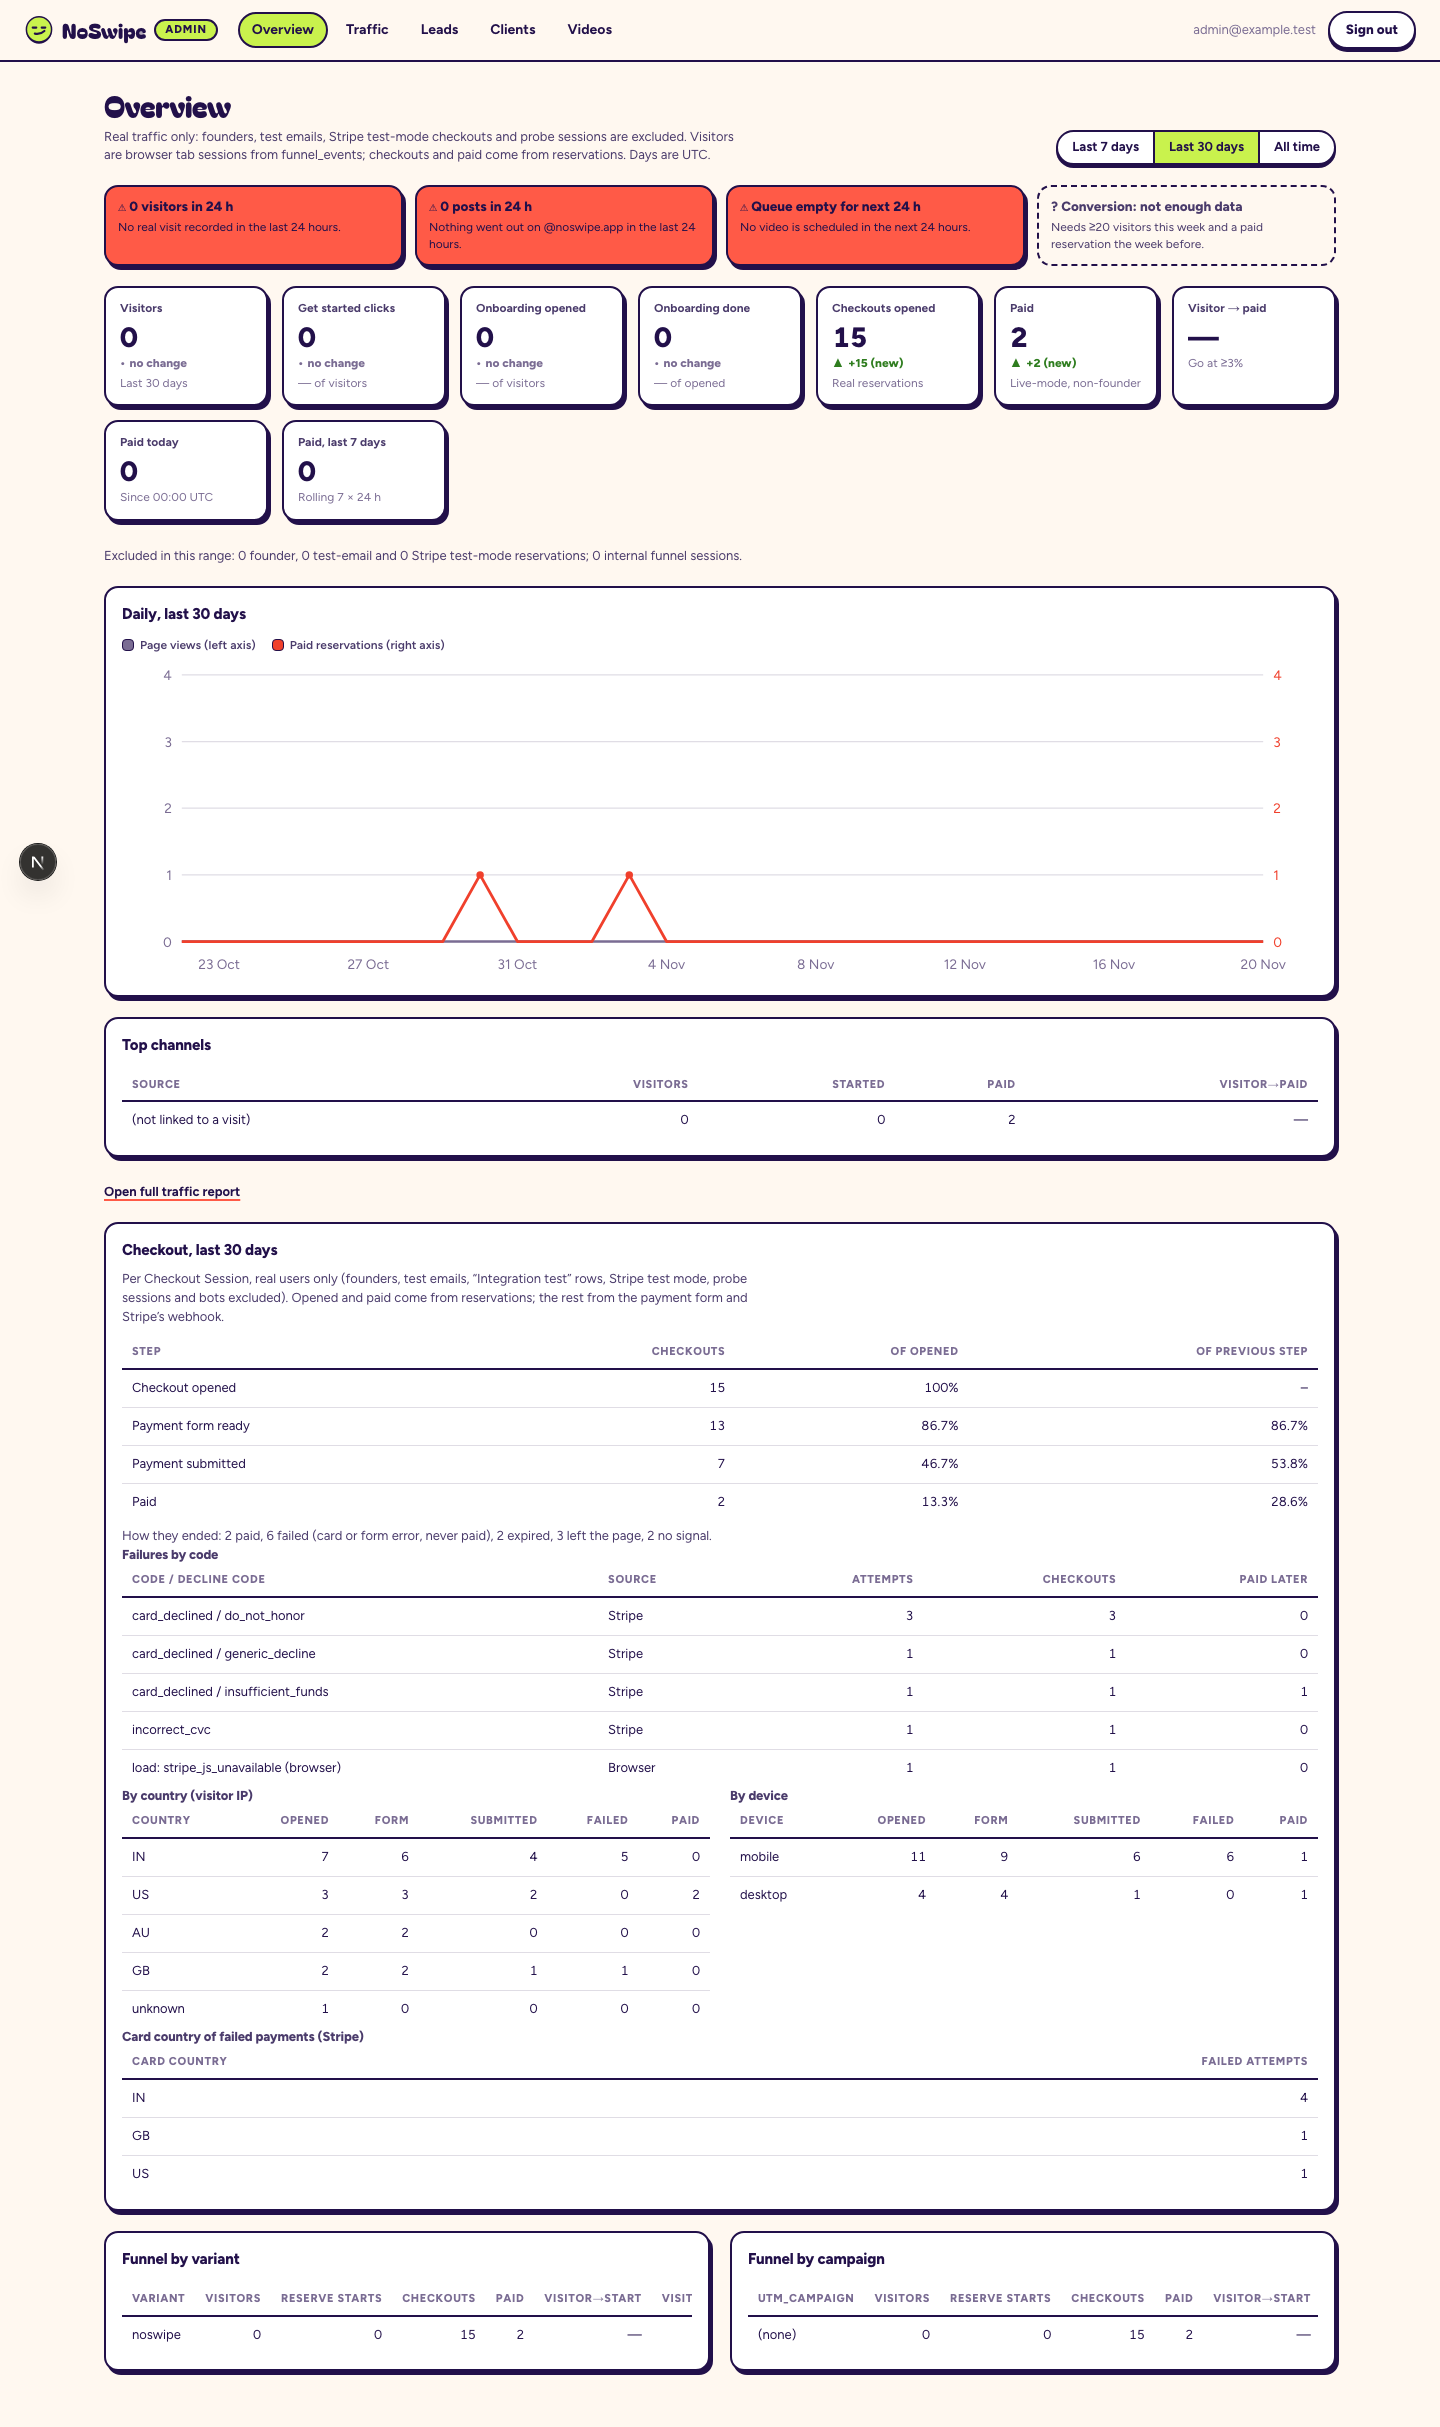 NoSwipe ADMIN Overview Traffic Leads Clients Videos admin@example.test Sign out
Overview
Real traffic only: founders, test emails, Stripe test-mode checkouts and probe sessions are excluded. Visitors
are browser tab sessions from funnel_events; checkouts and paid come from reservations. Days are UTC.
Last 7 days Last 30 days All time
⚠ 0 visitors in 24 h
No real visit recorded in the last 24 hours.
⚠ 0 posts in 24 h
Nothing went out on @noswipe.app in the last 24
hours.
⚠ Queue empty for next 24 h
No video is scheduled in the next 24 hours.
? Conversion: not enough data
Needs ≥20 visitors this week and a paid
reservation the week before.
Visitors
0
• no change
Last 30 days
Get started clicks
0
• no change
— of visitors
Onboarding opened
0
• no change
— of visitors
Onboarding done
0
• no change
— of opened
Checkouts opened
15
▲ +15 (new)
Real reservations
Paid
2
▲ +2 (new)
Live-mode, non-founder
Visitor → paid
—
Go at ≥3%
Paid today
0
Since 00:00 UTC
Paid, last 7 days
0
Rolling 7 × 24 h
Excluded in this range: 0 founder, 0 test-email and 0 Stripe test-mode reservations; 0 internal funnel sessions.
Daily, last 30 days
Page views (left axis) Paid reservations (right axis)
4 4
3 3
2 2
1 1
0 0
23 Oct 27 Oct 31 Oct 4 Nov 8 Nov 12 Nov 16 Nov 20 Nov
N
Top channels
SOURCE VISITORS STARTED PAID VISITOR→PAID
(not linked to a visit) 0 0 2 —
Open full traffic report
Checkout, last 30 days
Per Checkout Session, real users only (founders, test emails, “Integration test” rows, Stripe test mode, probe
sessions and bots excluded). Opened and paid come from reservations; the rest from the payment form and
Stripe’s webhook.
STEP CHECKOUTS OF OPENED OF PREVIOUS STEP
Checkout opened 15 100% –
Payment form ready 13 86.7% 86.7%
Payment submitted 7 46.7% 53.8%
Paid 2 13.3% 28.6%
How they ended: 2 paid, 6 failed (card or form error, never paid), 2 expired, 3 left the page, 2 no signal.
Failures by code
CODE / DECLINE CODE SOURCE ATTEMPTS CHECKOUTS PAID LATER
card_declined / do_not_honor Stripe 3 3 0
card_declined / generic_decline Stripe 1 1 0
card_declined / insufficient_funds Stripe 1 1 1
incorrect_cvc Stripe 1 1 0
load: stripe_js_unavailable (browser) Browser 1 1 0
By country (visitor IP)
COUNTRY OPENED FORM SUBMITTED FAILED PAID
IN 7 6 4 5 0
US 3 3 2 0 2
AU 2 2 0 0 0
GB 2 2 1 1 0
unknown 1 0 0 0 0
By device
DEVICE OPENED FORM SUBMITTED FAILED PAID
mobile 11 9 6 6 1
desktop 4 4 1 0 1
Card country of failed payments (Stripe)
CARD COUNTRY FAILED ATTEMPTS
IN 4
GB 1
US 1
Funnel by variant
VARIANT VISITORS RESERVE STARTS CHECKOUTS PAID VISITOR→START VISIT
noswipe 0 0 15 2 —
Funnel by campaign
UTM_CAMPAIGN VISITORS RESERVE STARTS CHECKOUTS PAID VISITOR→START
(none) 0 0 15 2 —